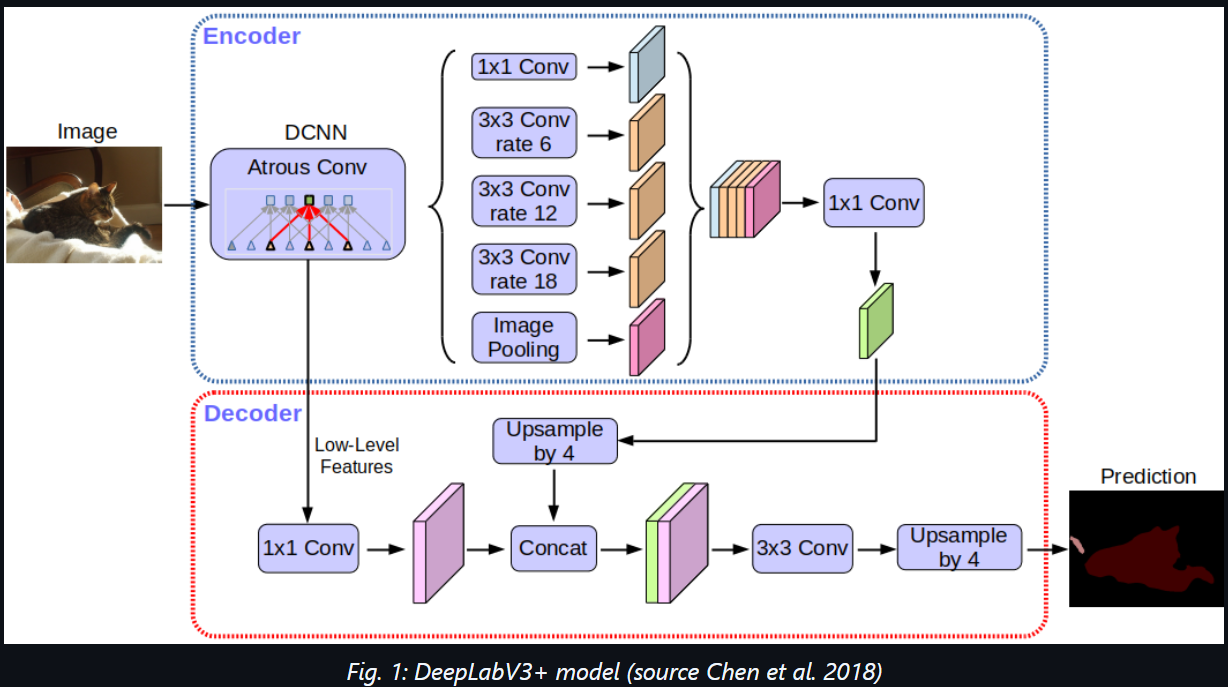 Encoder
Image
DCNN
Atrous Conv
1x1 Conv
3x3 Conv
rate 6
3x3 Conv
rate 12
3x3 Conv
rate 18
Image
Pooling
1x1 Conv
Decoder
Low-Level
Features
Upsample
by 4
1x1 Conv
Concat
3x3 Conv
Upsample
by 4
Prediction
Fig. 1: DeepLabV3+ model (source Chen et al. 2018)